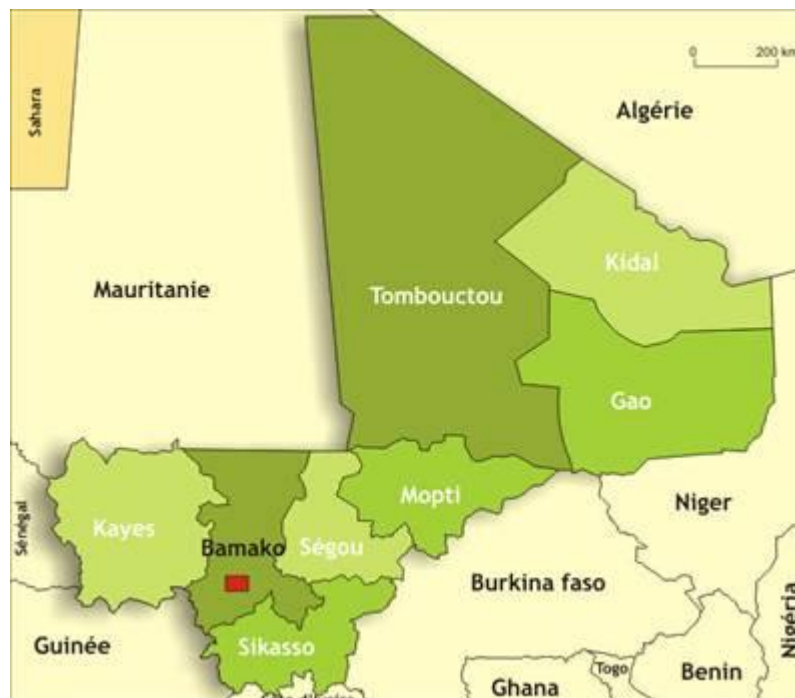 0 200 km
Sahara
Algérie
Kidal
Mauritanie
Tombouctou
Gao
Mopti
Sénégal
Kayes
Niger
Bamako
Ségou
Burkina faso
Guinée
Sikasso
Togo
Benin
Nigéria
Ghana